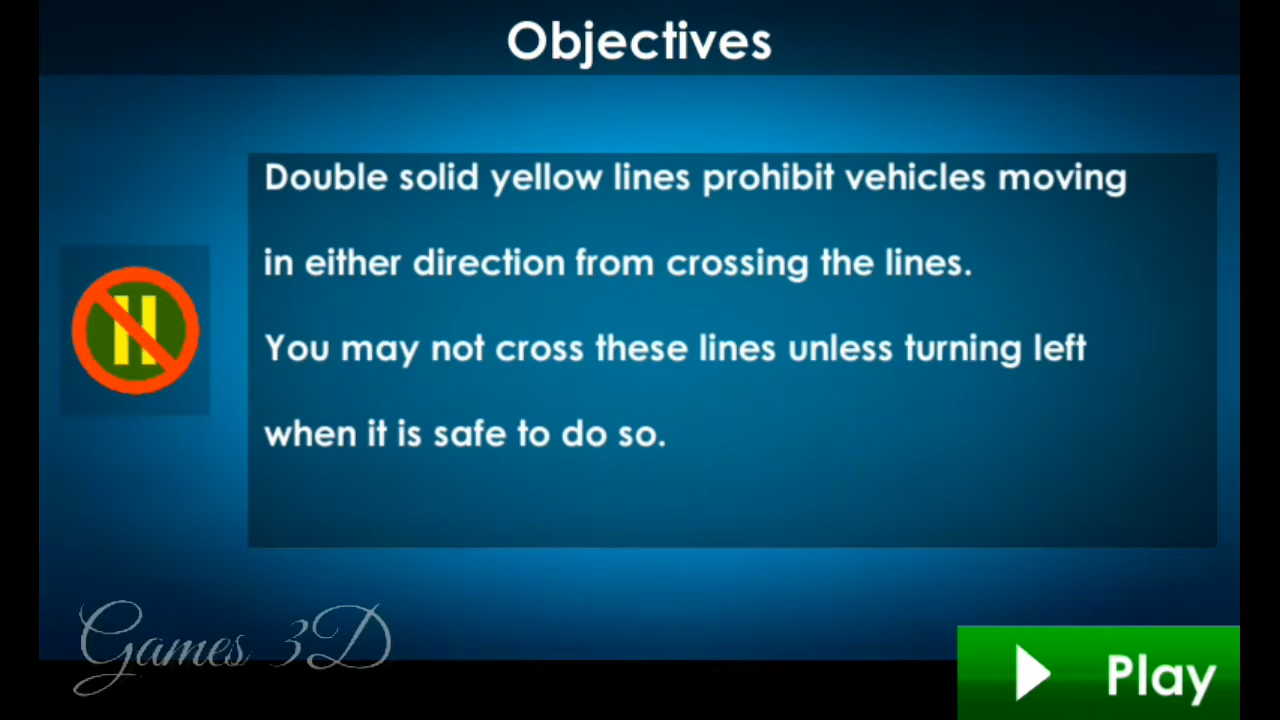 Objectives
Double solid yellow lines prohibit vehicles moving
in either direction from crossing the lines.
You may not cross these lines unless turning left
when it is safe to do so.
Games 3D
Play